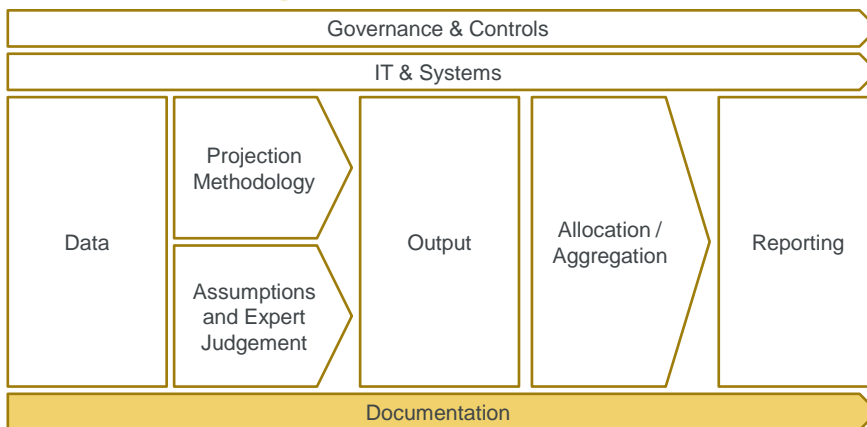 Governance & Controls
IT & Systems
Data
Projection
Methodology
Assumptions
and Expert
Judgement
Output
Allocation /
Aggregation
Reporting
Documentation